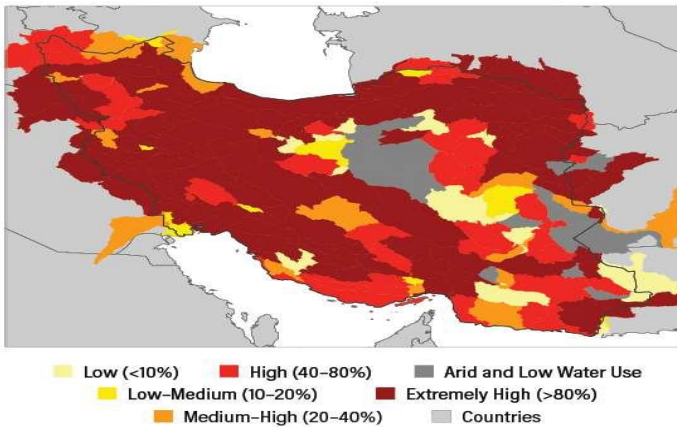 Low (<10%) High (40–80%) Arid and Low Water Use
Low–Medium (10–20%) Extremely High (>80%)
Medium–High (20–40%) Countries